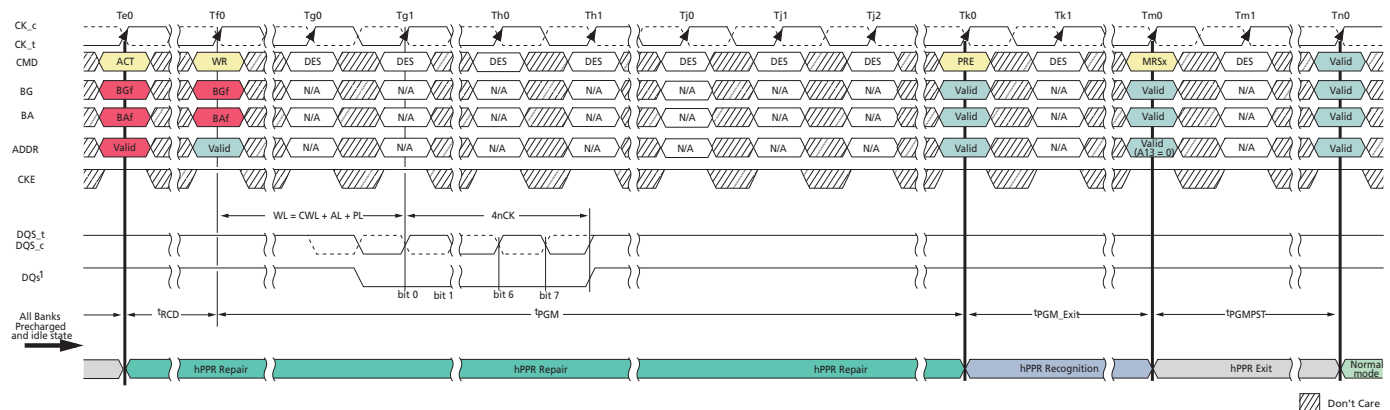 Te0 Tf0 Tg0 Tg1 Th0 Th1 Tj0 Tj1 Tj2 Tk0 Tk1 Tm0 Tm1 Tn0
CK_c
CK_t
CMD ACT WR DES DES DES DES DES DES DES PRE DES MRSx DES Valid
BG BGf BGf N/A N/A N/A N/A N/A N/A N/A Valid N/A Valid N/A Valid
BA BAf BAf N/A N/A N/A N/A N/A N/A N/A Valid N/A Valid N/A Valid
ADDR Valid Valid N/A N/A N/A N/A N/A N/A N/A Valid N/A Valid (A13 = 0) N/A Valid
CKE
WL = CWL + AL + PL 4nCK
DQS_t
DQS_c
DQs1
bit 0 bit 1 bit 6 bit 7
All Banks
Precharged
and idle state
tRCD tPGM tPGM_Exit tPGMPST
hPPR Repair hPPR Repair hPPR Repair hPPR Recognition hPPR Exit Normal
mode
Don't Care